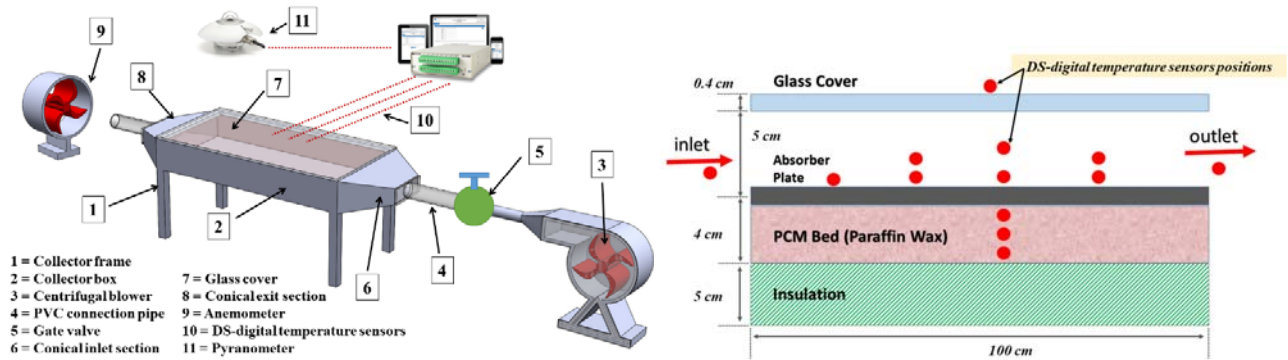 11
9
8
7
10
5
3
1
2
4
6
1 = Collector frame
2 = Collector box
3 = Centrifugal blower
4 = PVC connection pipe
5 = Gate valve
6 = Conical inlet section
7 = Glass cover
8 = Conical exit section
9 = Anemometer
10 = DS-digital temperature sensors
11 = Pyranometer
DS-digital temperature sensors positions
Glass Cover
0.4 cm
5 cm
inlet
outlet
Absorber
Plate
4 cm
PCM Bed (Paraffin Wax)
5 cm
Insulation
100 cm